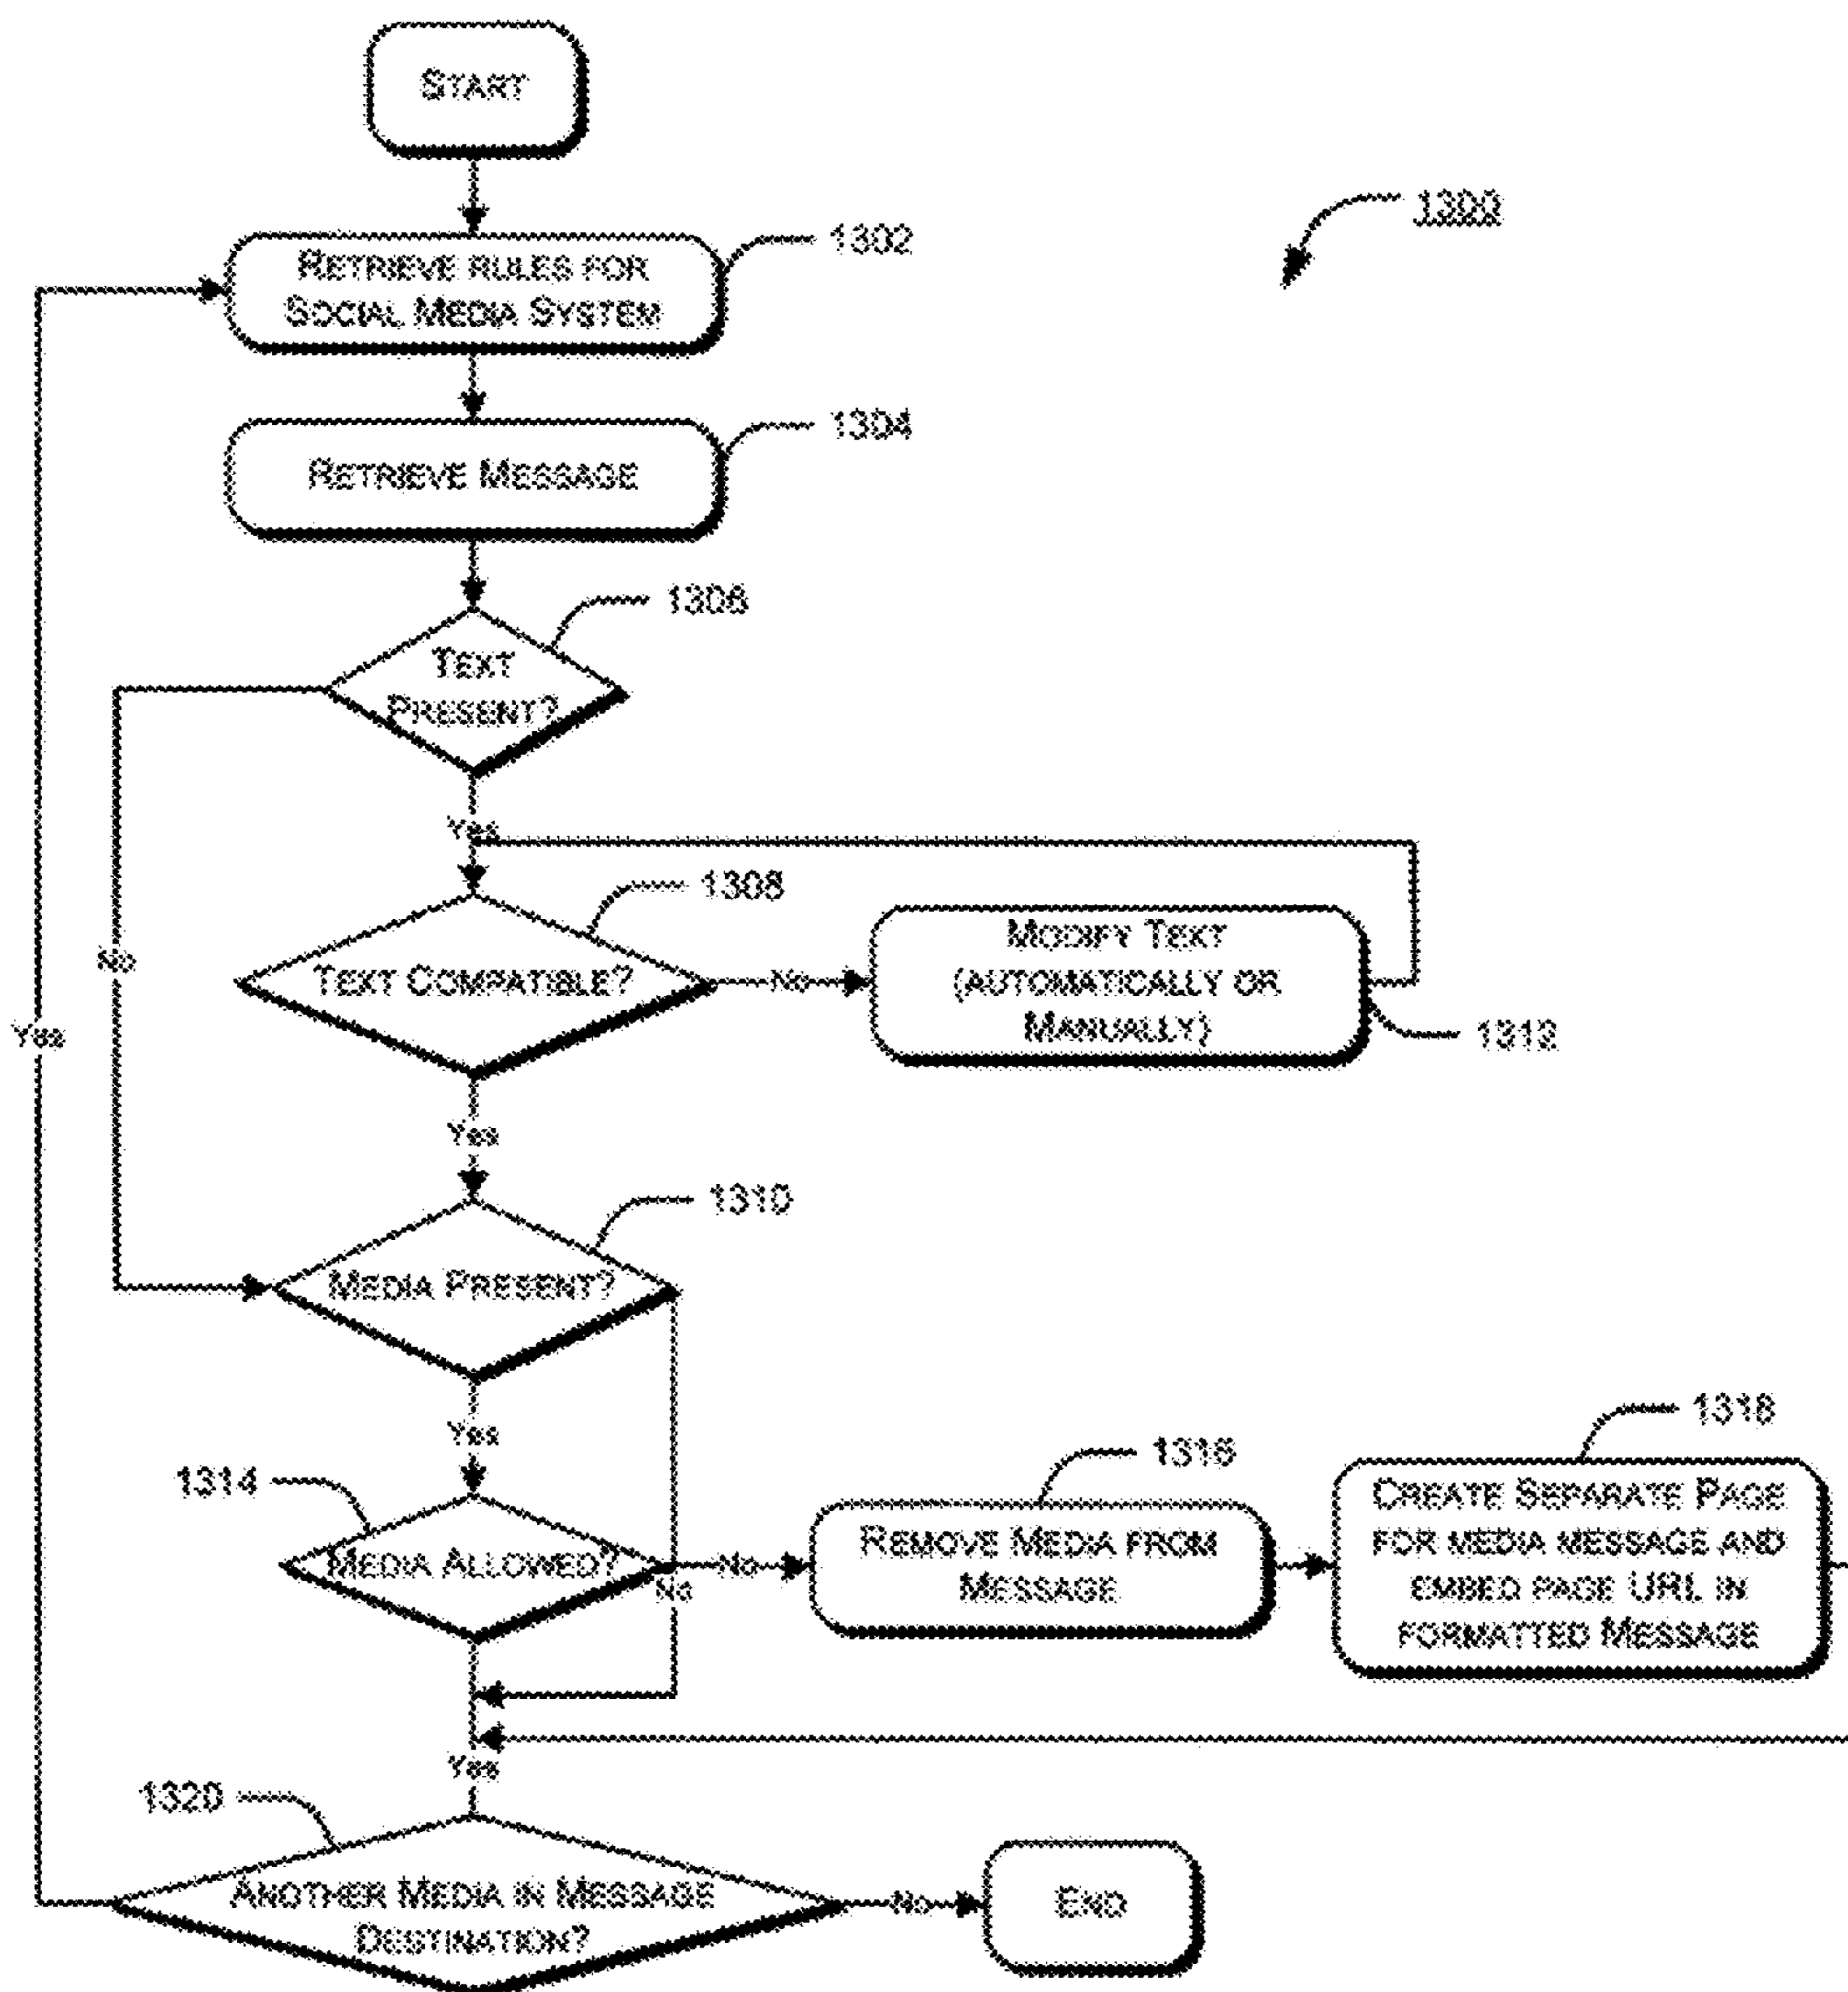 START
1300
RETRIEVE RULES FOR
SOCIAL MEDIA SYSTEM
1302
RETRIEVE MESSAGE
1304
TEXT
PRESENT?
1306
Yes
No
TEXT COMPATIBLE?
1308
No
MODIFY TEXT
(AUTOMATICALLY OR
MANUALLY)
1312
Yes
Yes
MEDIA PRESENT?
1310
Yes
No
MEDIA ALLOWED?
1314
No
REMOVE MEDIA FROM
MESSAGE
1316
CREATE SEPARATE PAGE
FOR MEDIA MESSAGE AND
EMBED PAGE URL IN
FORMATTED MESSAGE
1318
Yes
ANOTHER MEDIA IN MESSAGE
DESTINATION?
1320
No
END